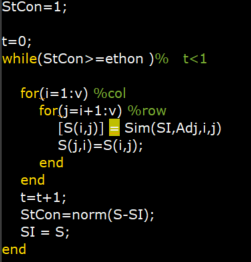 StCon=1;
t=0;
while(StCon>=ethon )% t<1
for(i=1:v) %col
for(j=i+1:v) %row
[S(i,j)] = Sim(SI,Adj,i,j)
S(j,i)=S(i,j);
end
end
t=t+1;
StCon=norm(S-SI);
SI = S;
end